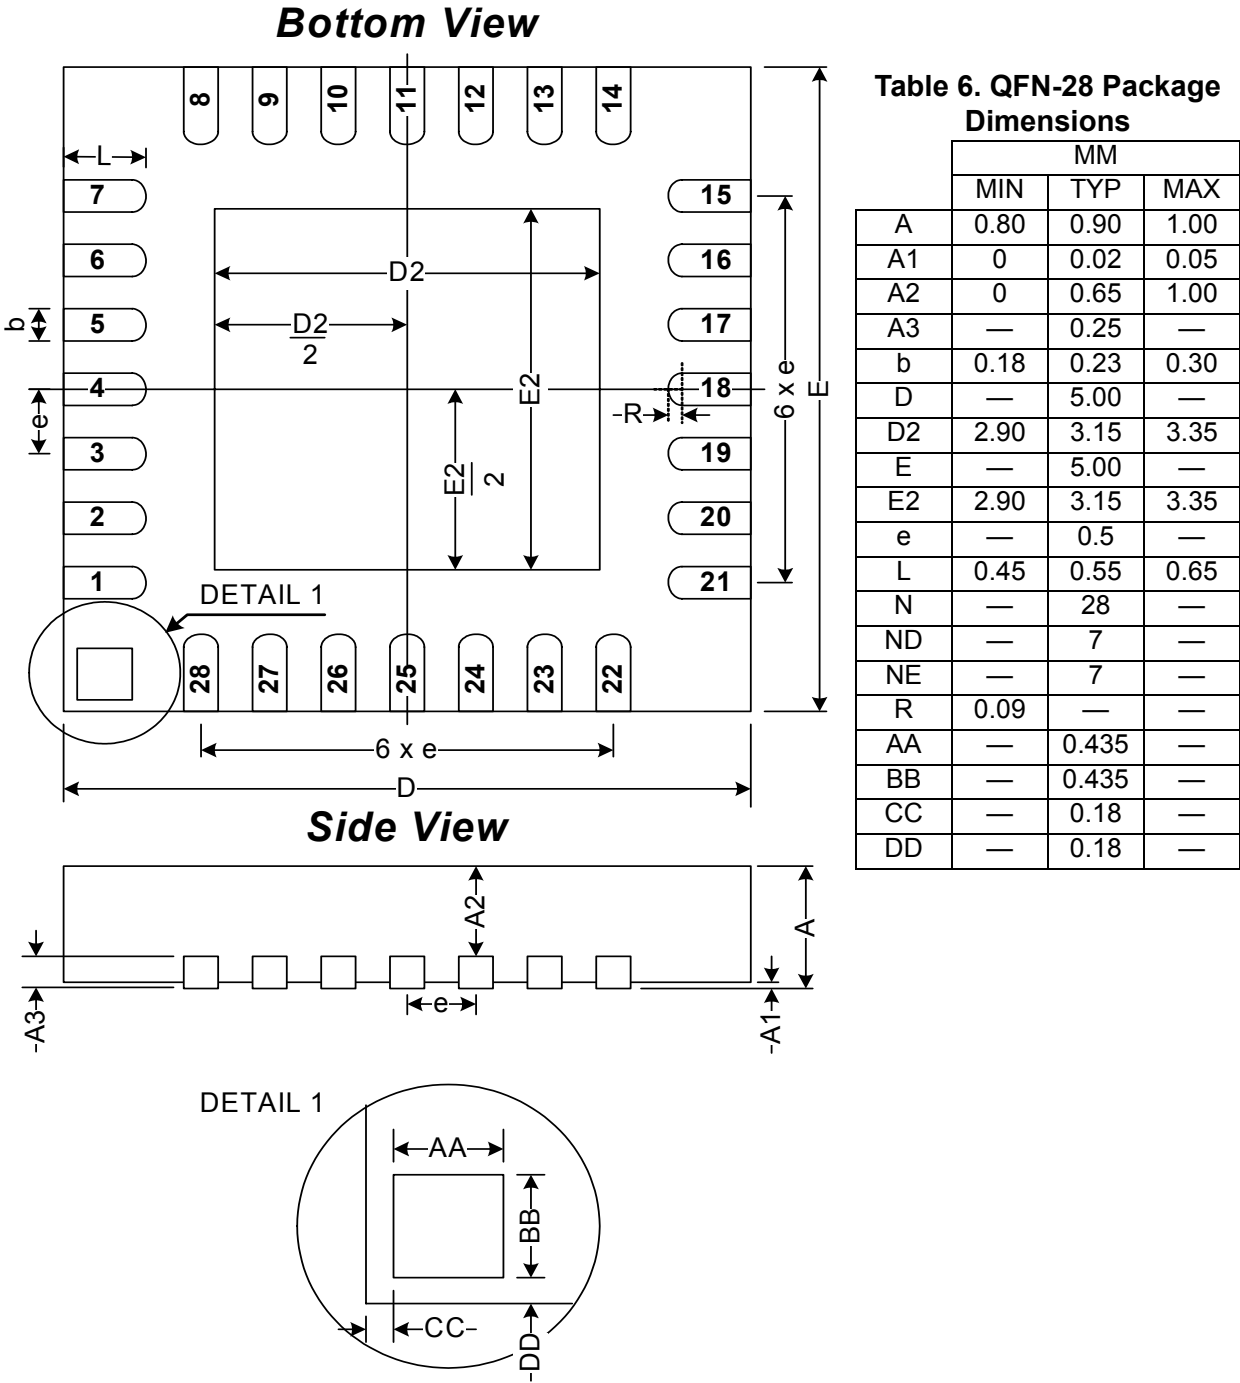 Bottom View
8 9 10 11 12 13 14
L
7 15
6 16
5 17
4 18
3 19
2 20
1 21
b
e
D2
D2
2
E2
E2
2
R
6 x e
E
DETAIL 1
28 27 26 25 24 23 22
6 x e
D
Side View
A2
A
A3
e
A1
DETAIL 1
AA
BB
CC
DD
Table 6. QFN-28 Package
Dimensions
MM
MIN TYP MAX
A 0.80 0.90 1.00
A1 0 0.02 0.05
A2 0 0.65 1.00
A3 — 0.25 —
b 0.18 0.23 0.30
D — 5.00 —
D2 2.90 3.15 3.35
E — 5.00 —
E2 2.90 3.15 3.35
e — 0.5 —
L 0.45 0.55 0.65
N — 28 —
ND — 7 —
NE — 7 —
R 0.09 — —
AA — 0.435 —
BB — 0.435 —
CC — 0.18 —
DD — 0.18 —